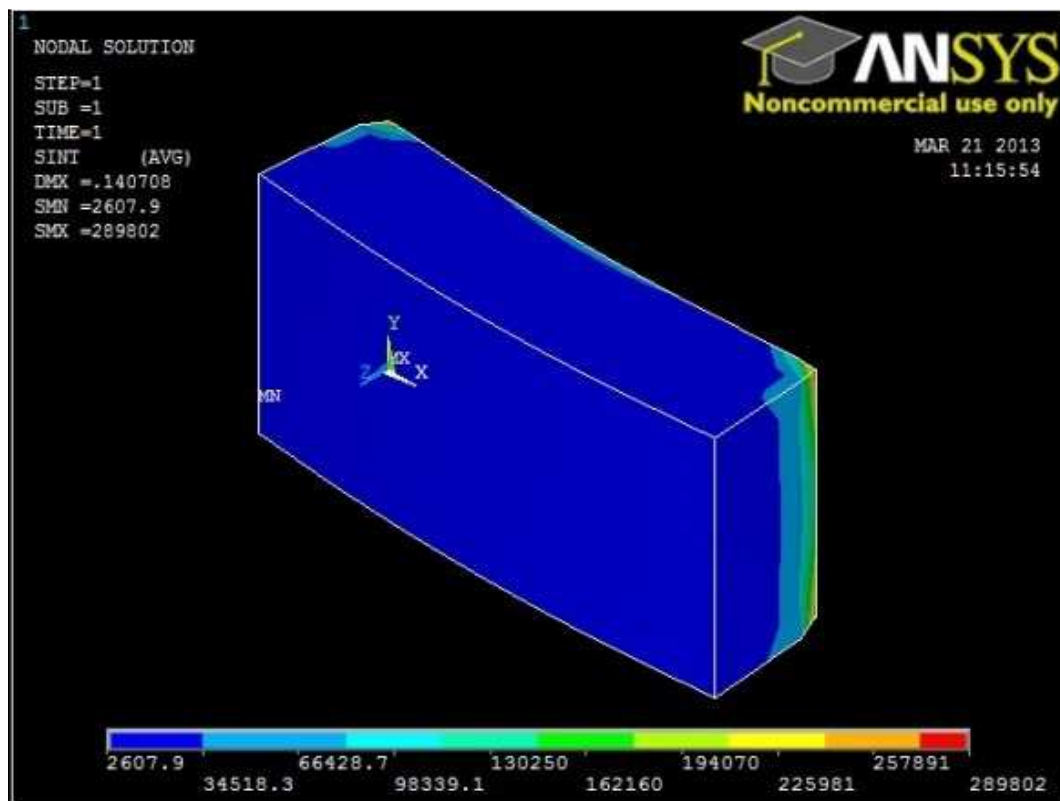 1
NODAL SOLUTION
STEP=1
SUB =1
TIME=1
SINT (AVG)
DMX =.140708
SMN =2607.9
SMX =289802
ANSYS
Noncommercial use only
MAR 21 2013
11:15:54
Y
MX
Z X
MN
2607.9 66428.7 130250 194070 257891
34518.3 98339.1 162160 225981 289802